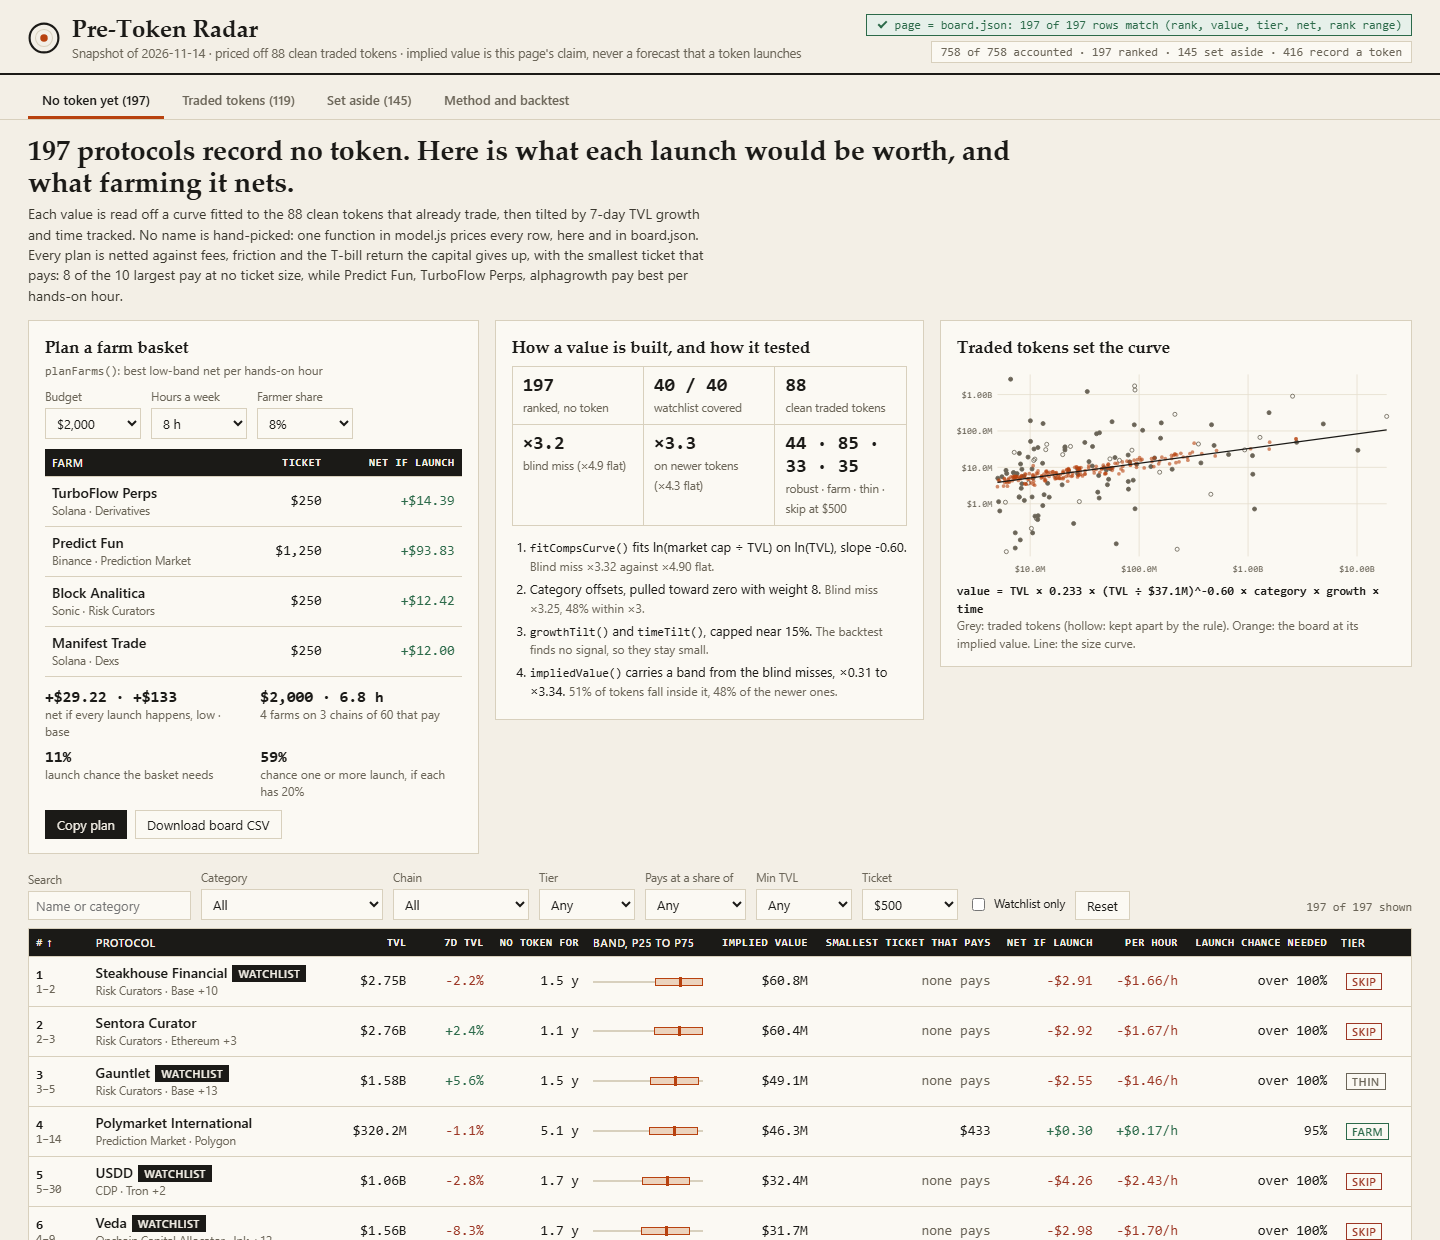 Pre-Token Radar
Snapshot of 2026-11-14 · priced off 88 clean traded tokens · implied value is this page's claim, never a forecast that a token launches
✔ page = board.json: 197 of 197 rows match (rank, value, tier, net, rank range)
758 of 758 accounted · 197 ranked · 145 set aside · 416 record a token
No token yet (197)
Traded tokens (119)
Set aside (145)
Method and backtest
197 protocols record no token. Here is what each launch would be worth, and
what farming it nets.
Each value is read off a curve fitted to the 88 clean tokens that already trade, then tilted by 7-day TVL growth
and time tracked. No name is hand-picked: one function in model.js prices every row, here and in board.json.
Every plan is netted against fees, friction and the T-bill return the capital gives up, with the smallest ticket that
pays: 8 of the 10 largest pay at no ticket size, while Predict Fun, TurboFlow Perps, alphagrowth pay best per
hands-on hour.
Plan a farm basket
planFarms(): best low-band net per hands-on hour
Budget Hours a week Farmer share
$2,000 8 h 8%
FARM TICKET NET IF LAUNCH
TurboFlow Perps $250 +$14.39
Solana · Derivatives
Predict Fun $1,250 +$93.83
Binance · Prediction Market
Block Analitica $250 +$12.42
Sonic · Risk Curators
Manifest Trade $250 +$12.00
Solana · Dexs
+$29.22 · +$133
net if every launch happens, low ·
base
$2,000 · 6.8 h
4 farms on 3 chains of 60 that pay
11%
launch chance the basket needs
59%
chance one or more launch, if each
has 20%
Copy plan
Download board CSV
How a value is built, and how it tested
197
ranked, no token
40 / 40
watchlist covered
88
clean traded tokens
×3.2
blind miss (×4.9 flat)
×3.3
on newer tokens
(×4.3 flat)
44 · 85 ·
33 · 35
robust · farm · thin ·
skip at $500
1. fitCompsCurve() fits ln(market cap ÷ TVL) on ln(TVL), slope -0.60.
Blind miss ×3.32 against ×4.90 flat.
2. Category offsets, pulled toward zero with weight 8. Blind miss
×3.25, 48% within ×3.
3. growthTilt() and timeTilt(), capped near 15%. The backtest
finds no signal, so they stay small.
4. impliedValue() carries a band from the blind misses, ×0.31 to
×3.34. 51% of tokens fall inside it, 48% of the newer ones.
Traded tokens set the curve
$1.00B
$100.0M
$10.0M
$1.0M
$10.0M $100.0M $1.00B $10.00B
value = TVL × 0.233 × (TVL ÷ $37.1M)^-0.60 × category × growth ×
time
Grey: traded tokens (hollow: kept apart by the rule). Orange: the board at its
implied value. Line: the size curve.
Search Category Chain Tier Pays at a share of Min TVL Ticket
Name or category All All Any Any Any $500 Watchlist only Reset
197 of 197 shown
# ↑ PROTOCOL TVL 7D TVL NO TOKEN FOR BAND, P25 TO P75 IMPLIED VALUE SMALLEST TICKET THAT PAYS NET IF LAUNCH PER HOUR LAUNCH CHANCE NEEDED TIER
1 Steakhouse Financial WATCHLIST $2.75B -2.2% 1.5 y $60.8M none pays -$2.91 -$1.66/h over 100% SKIP
1–2 Risk Curators · Base +10
2 Sentora Curator $2.76B +2.4% 1.1 y $60.4M none pays -$2.92 -$1.67/h over 100% SKIP
2–3 Risk Curators · Ethereum +3
3 Gauntlet WATCHLIST $1.58B +5.6% 1.5 y $49.1M none pays -$2.55 -$1.46/h over 100% THIN
3–5 Risk Curators · Base +13
4 Polymarket International $320.2M -1.1% 5.1 y $46.3M $433 +$0.30 +$0.17/h 95% FARM
1–14 Prediction Market · Polygon
5 USDD WATCHLIST $1.06B -2.8% 1.7 y $32.4M none pays -$4.26 -$2.43/h over 100% SKIP
5–30 CDP · Tron +2
6 Veda WATCHLIST $1.56B -8.3% 1.7 y $31.7M none pays -$2.98 -$1.70/h over 100% SKIP